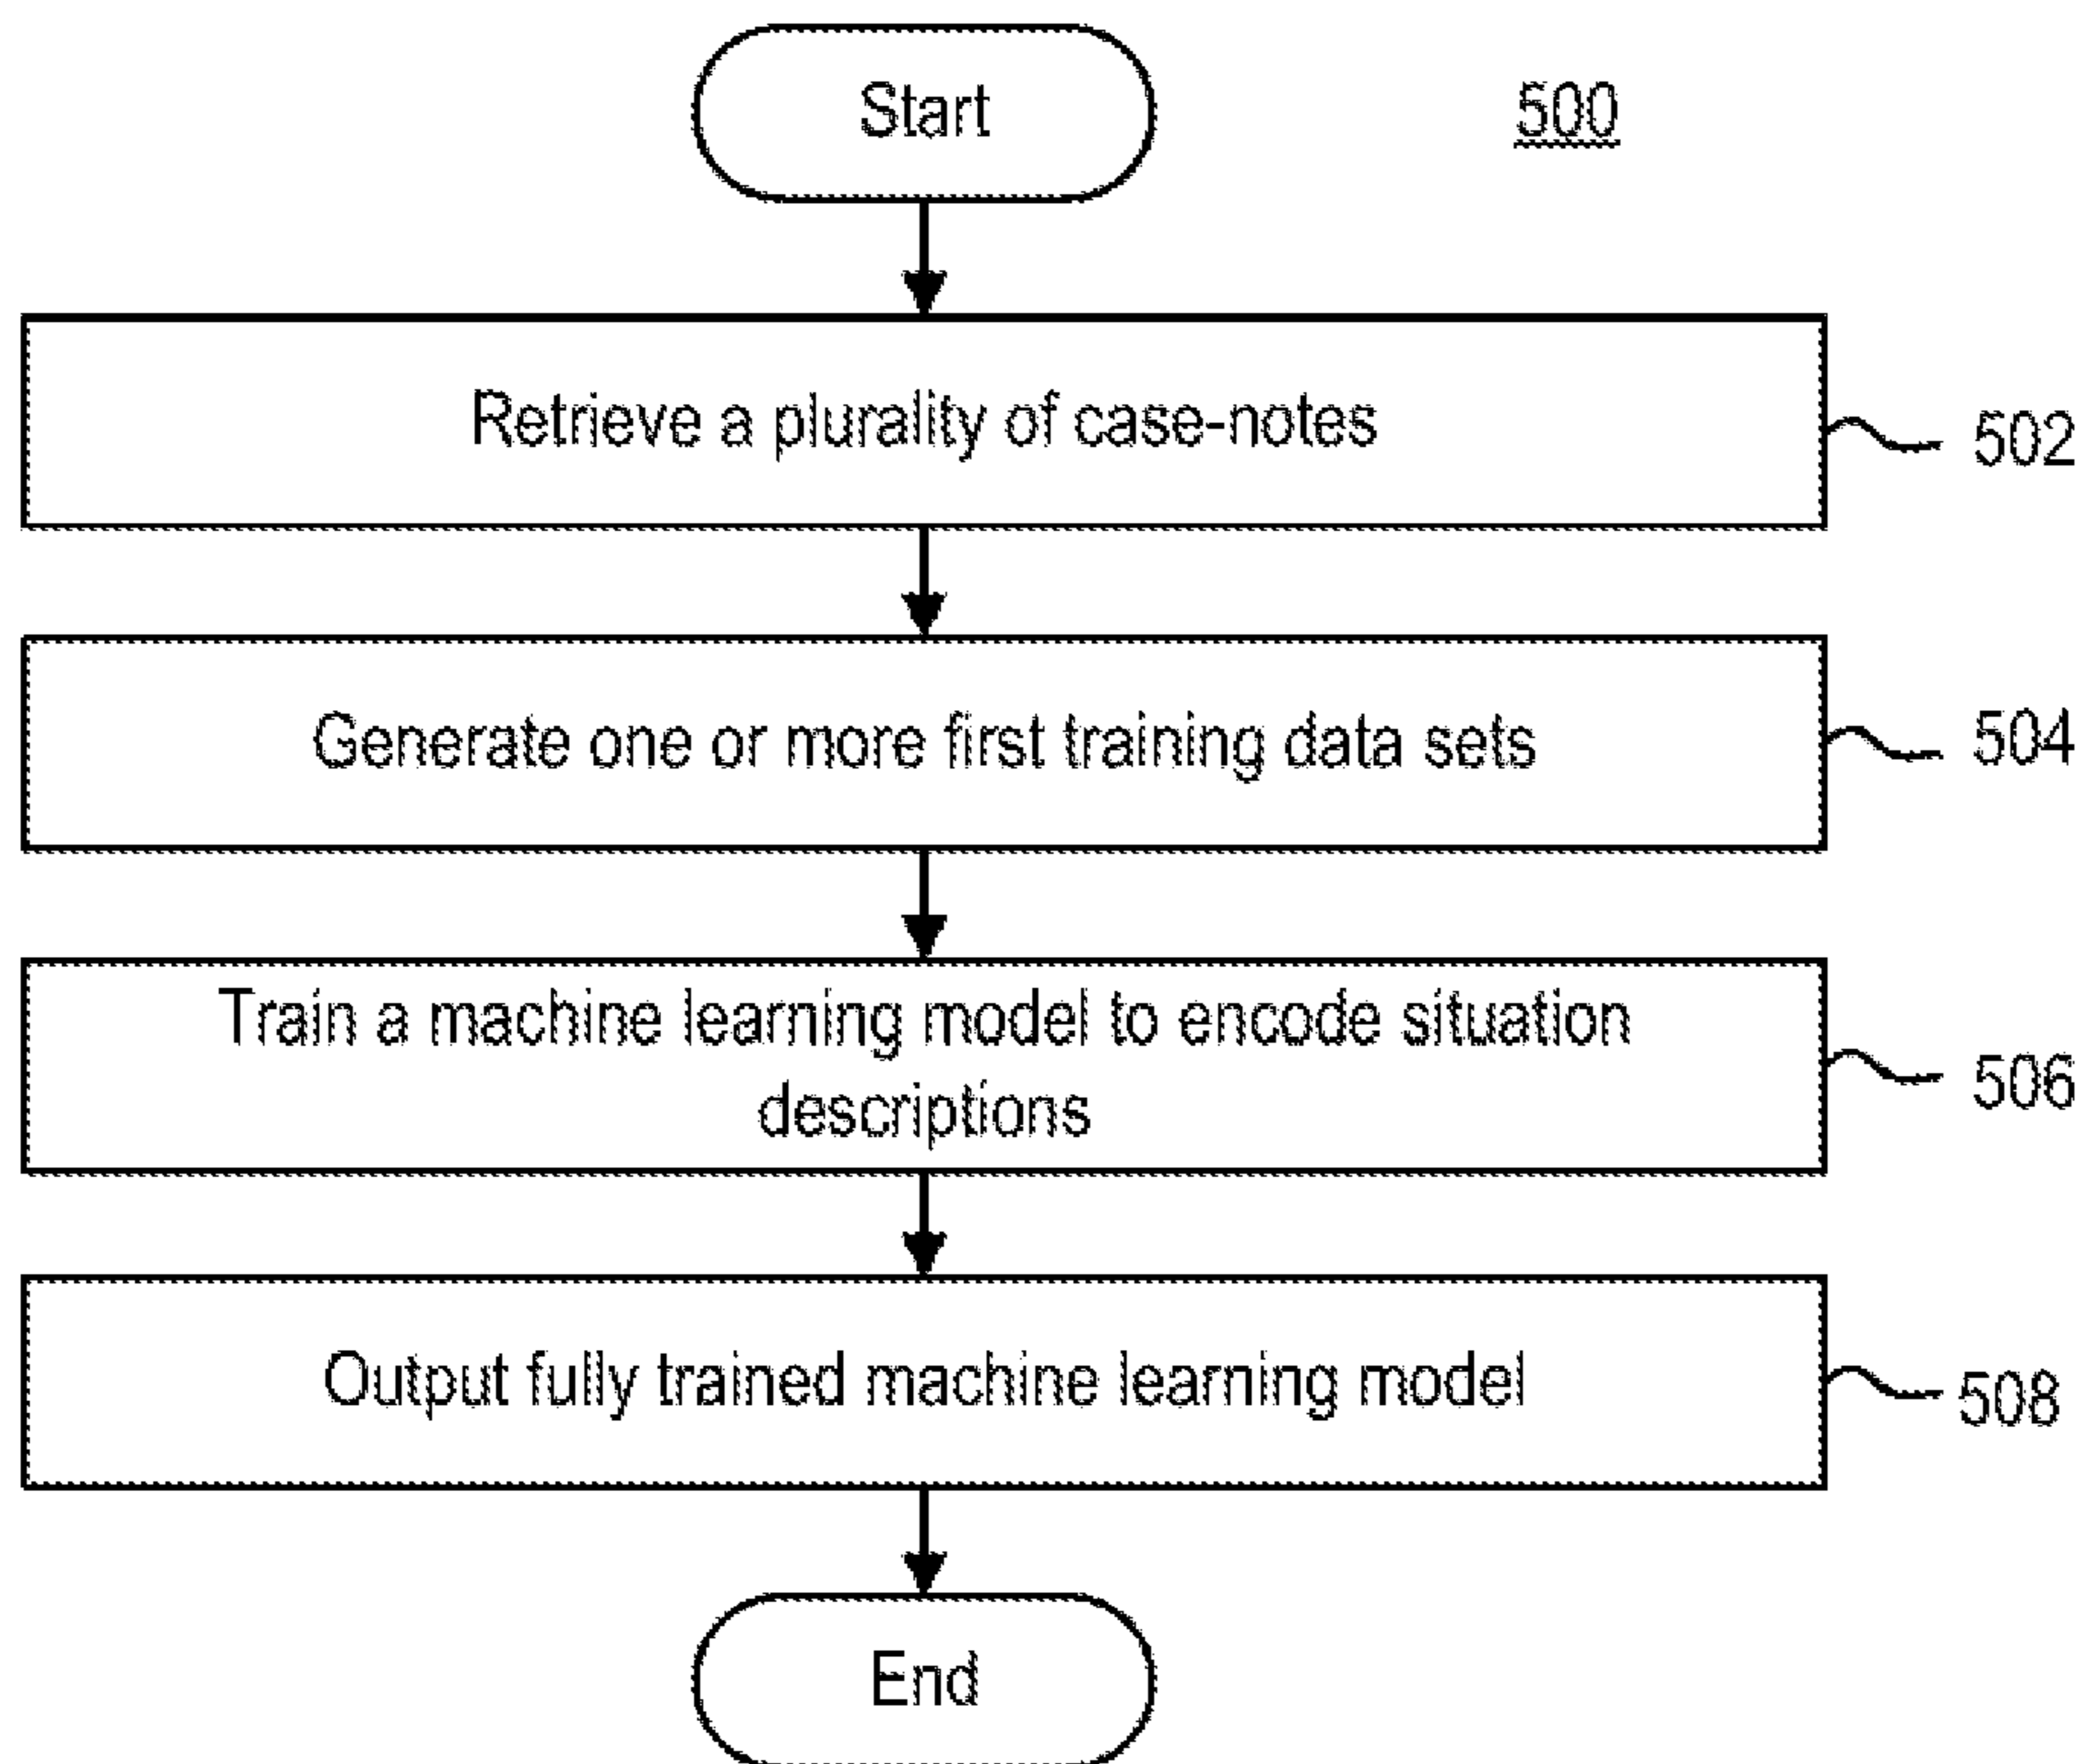 Start
500
Retrieve a plurality of case-notes
502
Generate one or more first training data sets
504
Train a machine learning model to encode situation
descriptions
506
Output fully trained machine learning model
508
End